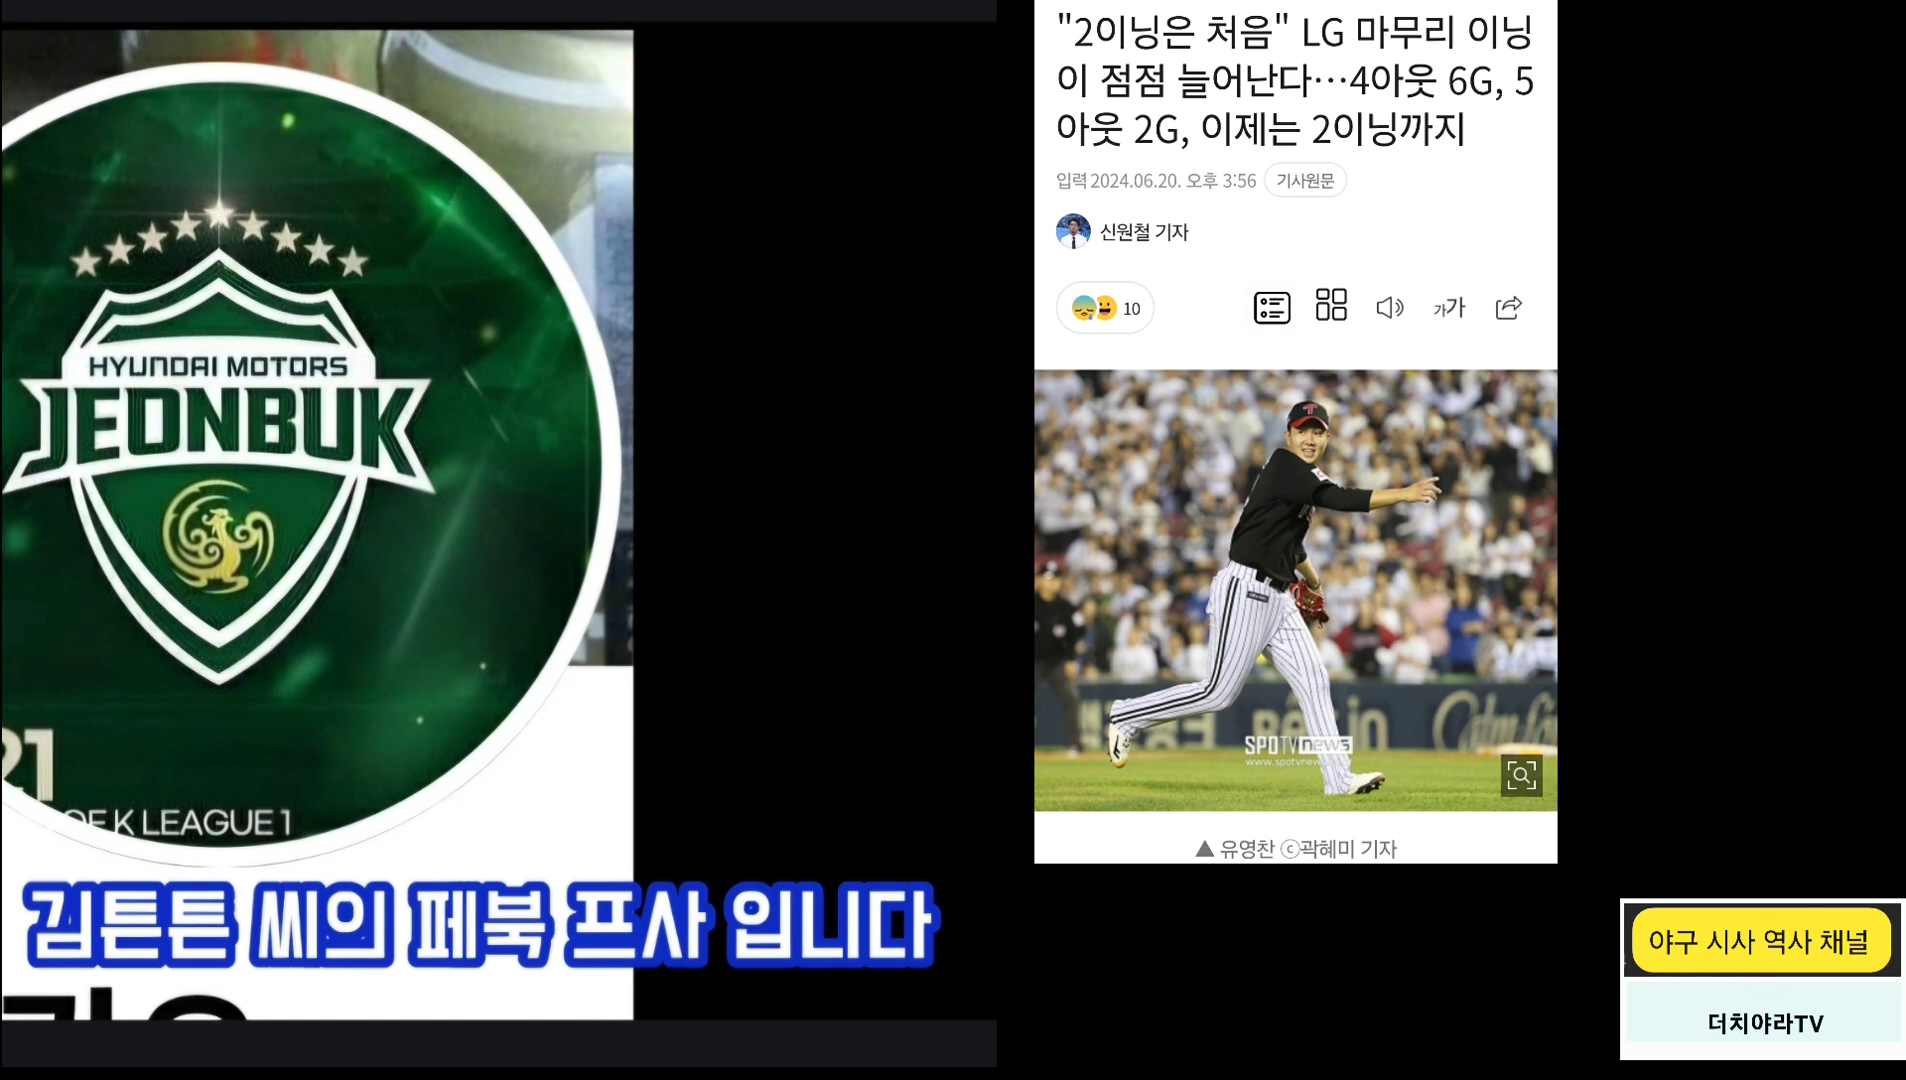 HYUNDAI MOTORS
JEONBUK
21
OF K LEAGUE 1
김튼튼 씨의 페북 프사 입니다
"2이닝은 처음" LG 마무리 이닝
이 점점 늘어난다…4아웃 6G, 5
아웃 2G, 이제는 2이닝까지
입력 2024.06.20. 오후 3:56 기사원문
신원철 기자
10
가가
SPOTV news
▲ 유영찬 ⓒ곽혜미 기자
야구 시사 역사 채널
더치야라TV